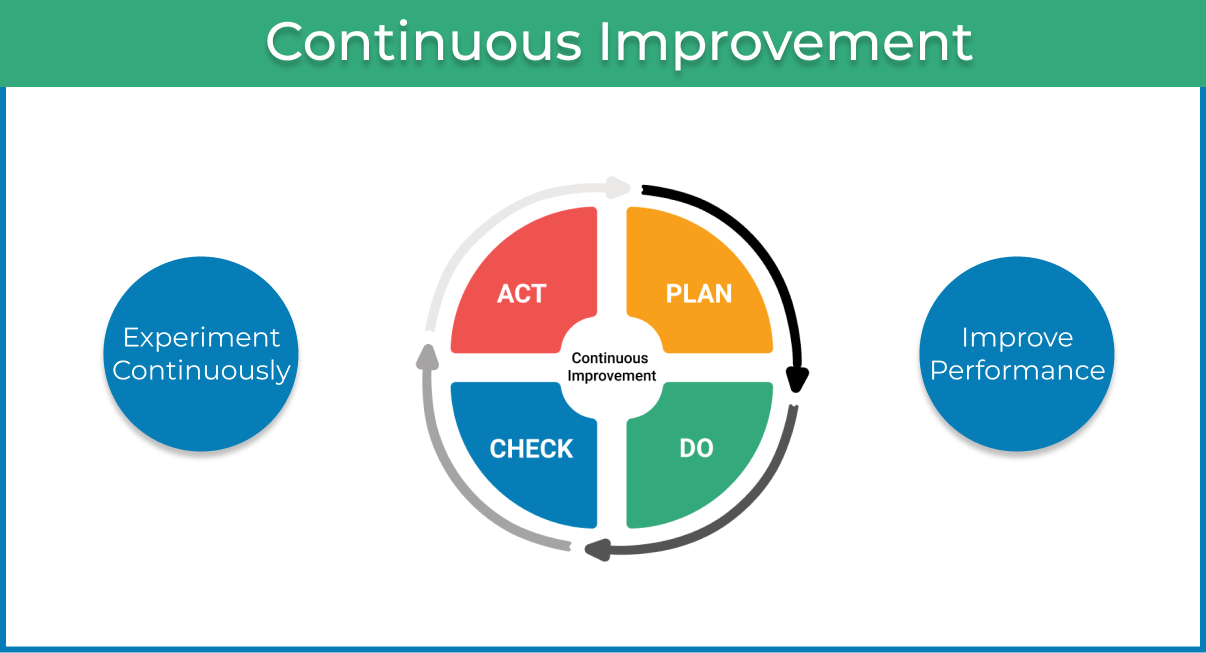 Continuous Improvement
Experiment
Continuously
ACT
PLAN
Continuous
Improvement
CHECK
DO
Improve
Performance